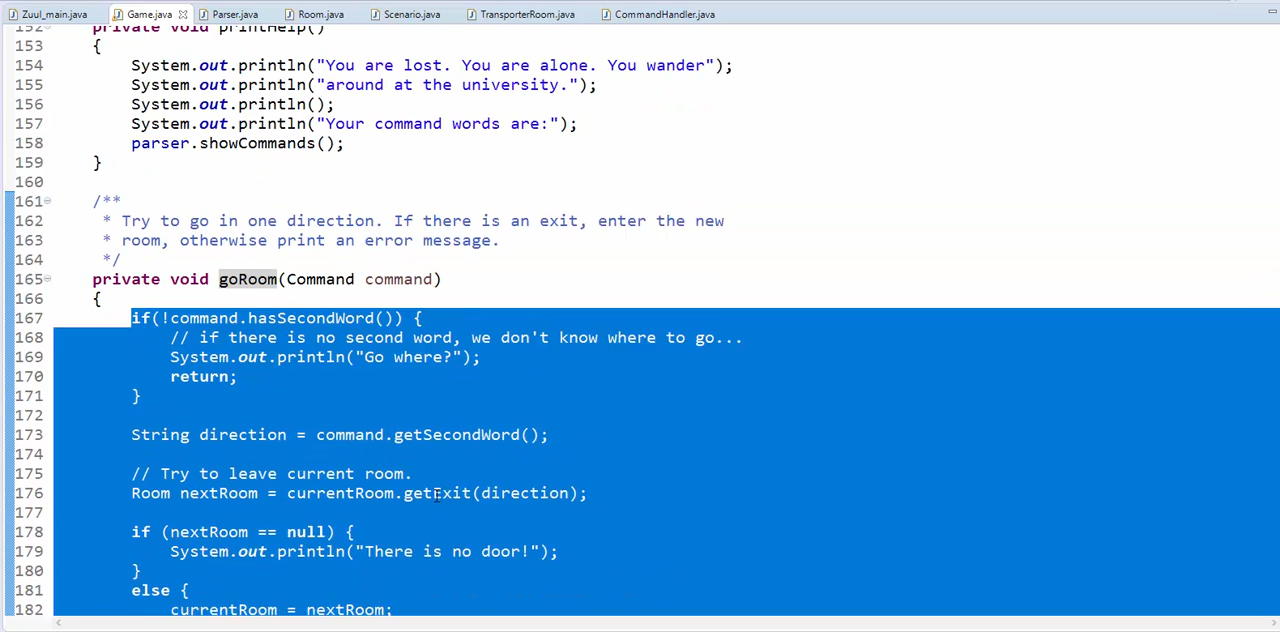 Zuul_main.java Game.java Parser.java Room.java Scenario.java TransporterRoom.java CommandHandler.java
152 private void printHelp()
153 {
154 System.out.println("You are lost. You are alone. You wander");
155 System.out.println("around at the university.");
156 System.out.println();
157 System.out.println("Your command words are:");
158 parser.showCommands();
159 }
160
161 /**
162 * Try to go in one direction. If there is an exit, enter the new
163 * room, otherwise print an error message.
164 */
165 private void goRoom(Command command)
166 {
167 if(!command.hasSecondWord()) {
168 // if there is no second word, we don't know where to go...
169 System.out.println("Go where?");
170 return;
171 }
172
173 String direction = command.getSecondWord();
174
175 // Try to leave current room.
176 Room nextRoom = currentRoom.getExit(direction);
177
178 if (nextRoom == null) {
179 System.out.println("There is no door!");
180 }
181 else {
182 currentRoom = nextRoom;